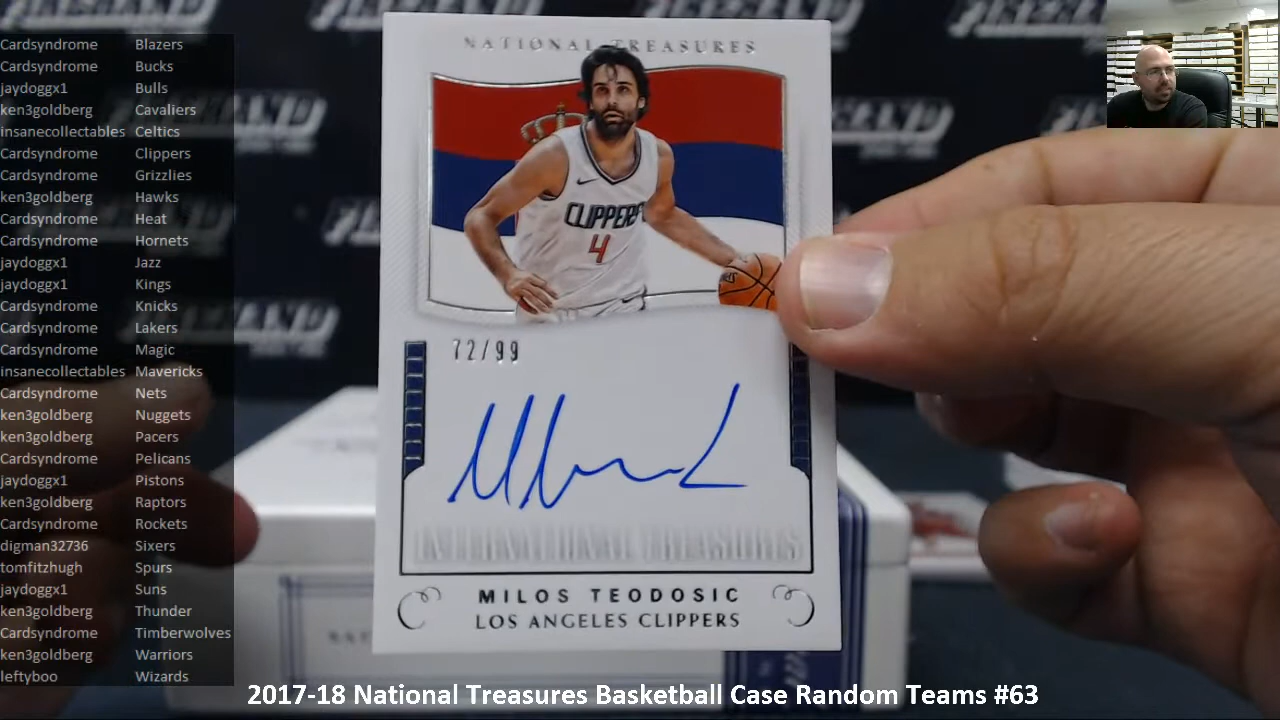 Cardsyndrome Blazers
Cardsyndrome Bucks
jaydoggx1 Bulls
ken3goldberg Cavaliers
insanecollectables Celtics
Cardsyndrome Clippers
Cardsyndrome Grizzlies
ken3goldberg Hawks
Cardsyndrome Heat
Cardsyndrome Hornets
jaydoggx1 Jazz
jaydoggx1 Kings
Cardsyndrome Knicks
Cardsyndrome Lakers
Cardsyndrome Magic
insanecollectables Mavericks
Cardsyndrome Nets
ken3goldberg Nuggets
ken3goldberg Pacers
Cardsyndrome Pelicans
jaydoggx1 Pistons
ken3goldberg Raptors
Cardsyndrome Rockets
digman32736 Sixers
tomfitzhugh Spurs
jaydoggx1 Suns
ken3goldberg Thunder
Cardsyndrome Timberwolves
ken3goldberg Warriors
leftyboo Wizards
NATIONAL TREASURES
CLIPPERS
4
72/99
INTERNATIONAL TREASURES
MILOS TEODOSIC
LOS ANGELES CLIPPERS
2017-18 National Treasures Basketball Case Random Teams #63